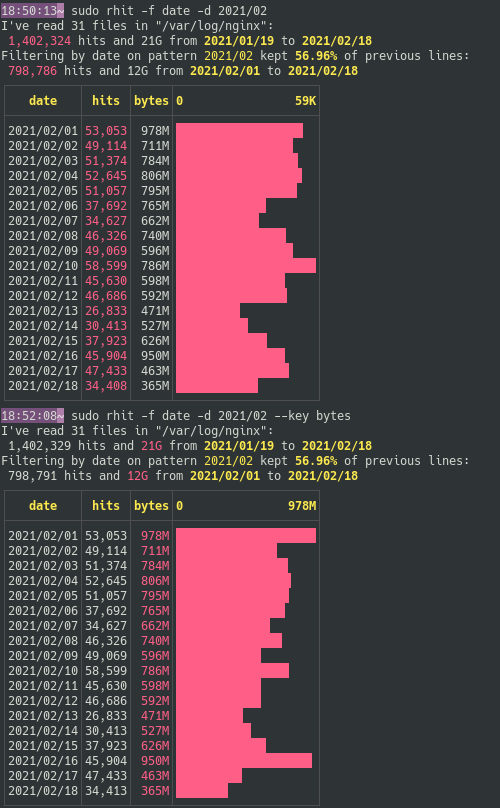 18:50:13~ sudo rhit -f date -d 2021/02
I've read 31 files in "/var/log/nginx":
1,402,324 hits and 21G from 2021/01/19 to 2021/02/18
Filtering by date on pattern 2021/02 kept 56.96% of previous lines:
798,786 hits and 12G from 2021/02/01 to 2021/02/18
date hits bytes 0 59K
2021/02/01 53,053 978M
2021/02/02 49,114 711M
2021/02/03 51,374 784M
2021/02/04 52,645 806M
2021/02/05 51,057 795M
2021/02/06 37,692 765M
2021/02/07 34,627 662M
2021/02/08 46,326 740M
2021/02/09 49,069 596M
2021/02/10 58,599 786M
2021/02/11 45,630 598M
2021/02/12 46,686 592M
2021/02/13 26,833 471M
2021/02/14 30,413 527M
2021/02/15 37,923 626M
2021/02/16 45,904 950M
2021/02/17 47,433 463M
2021/02/18 34,408 365M
18:52:08~ sudo rhit -f date -d 2021/02 --key bytes
I've read 31 files in "/var/log/nginx":
1,402,329 hits and 21G from 2021/01/19 to 2021/02/18
Filtering by date on pattern 2021/02 kept 56.96% of previous lines:
798,791 hits and 12G from 2021/02/01 to 2021/02/18
date hits bytes 0 978M
2021/02/01 53,053 978M
2021/02/02 49,114 711M
2021/02/03 51,374 784M
2021/02/04 52,645 806M
2021/02/05 51,057 795M
2021/02/06 37,692 765M
2021/02/07 34,627 662M
2021/02/08 46,326 740M
2021/02/09 49,069 596M
2021/02/10 58,599 786M
2021/02/11 45,630 598M
2021/02/12 46,686 592M
2021/02/13 26,833 471M
2021/02/14 30,413 527M
2021/02/15 37,923 626M
2021/02/16 45,904 950M
2021/02/17 47,433 463M
2021/02/18 34,413 365M